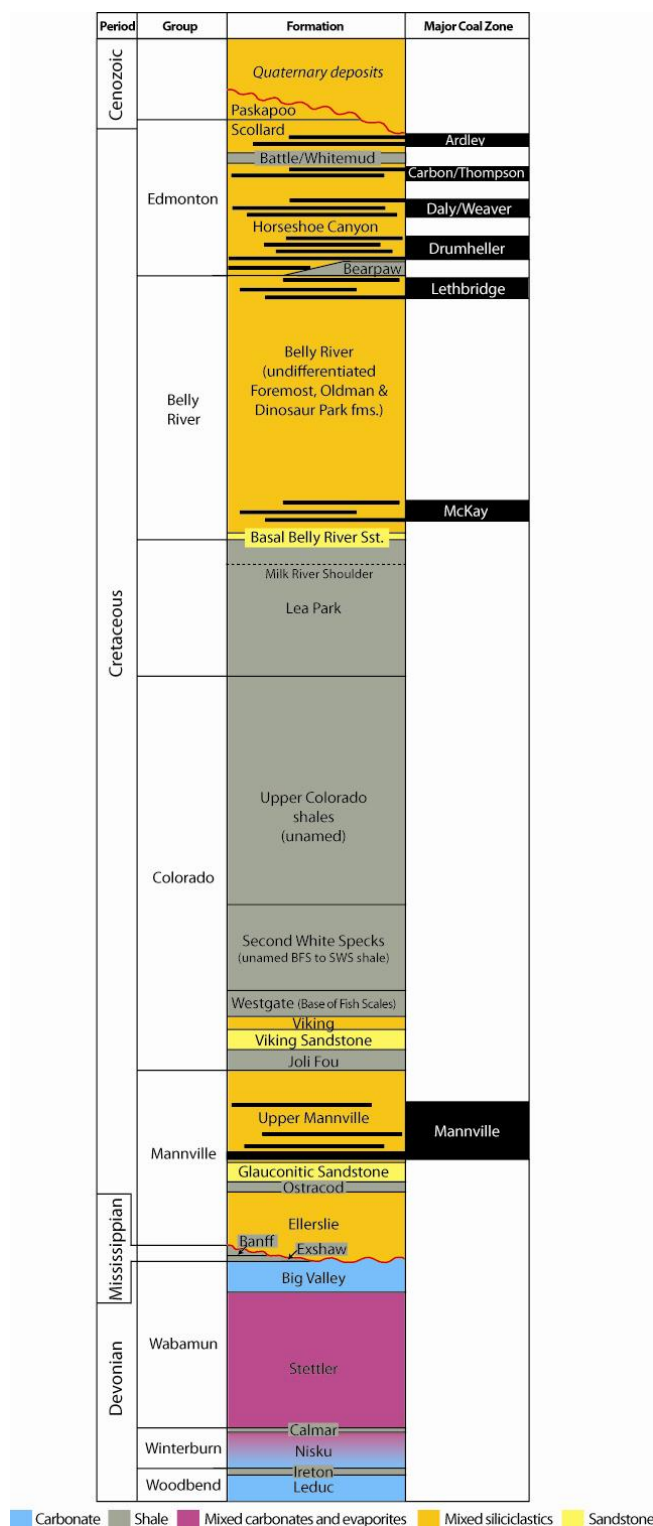 Period Group Formation Major Coal Zone
Cenozoic
Quaternary deposits
Paskapoo
Scollard
Ardley
Battle/Whitemud
Carbon/Thompson
Edmonton
Daly/Weaver
Horseshoe Canyon
Drumheller
Bearpaw
Lethbridge
Belly River
(undifferentiated
Foremost, Oldman &
Dinosaur Park fms.)
Belly
River
McKay
Basal Belly River Sst.
Milk River Shoulder
Lea Park
Cretaceous
Upper Colorado
shales
(unamed)
Colorado
Second White Specks
(unamed BFS to SWS shale)
Westgate (Base of Fish Scales)
Viking
Viking Sandstone
Joli Fou
Upper Mannville
Mannville
Mannville
Glauconitic Sandstone
Ostracod
Ellerslie
Mississippian
Banff
Exshaw
Big Valley
Wabamun
Devonian
Stettler
Calmar
Winterburn
Nisku
Ireton
Woodbend
Leduc
Carbonate Shale Mixed carbonates and evaporites Mixed siliciclastics Sandstone